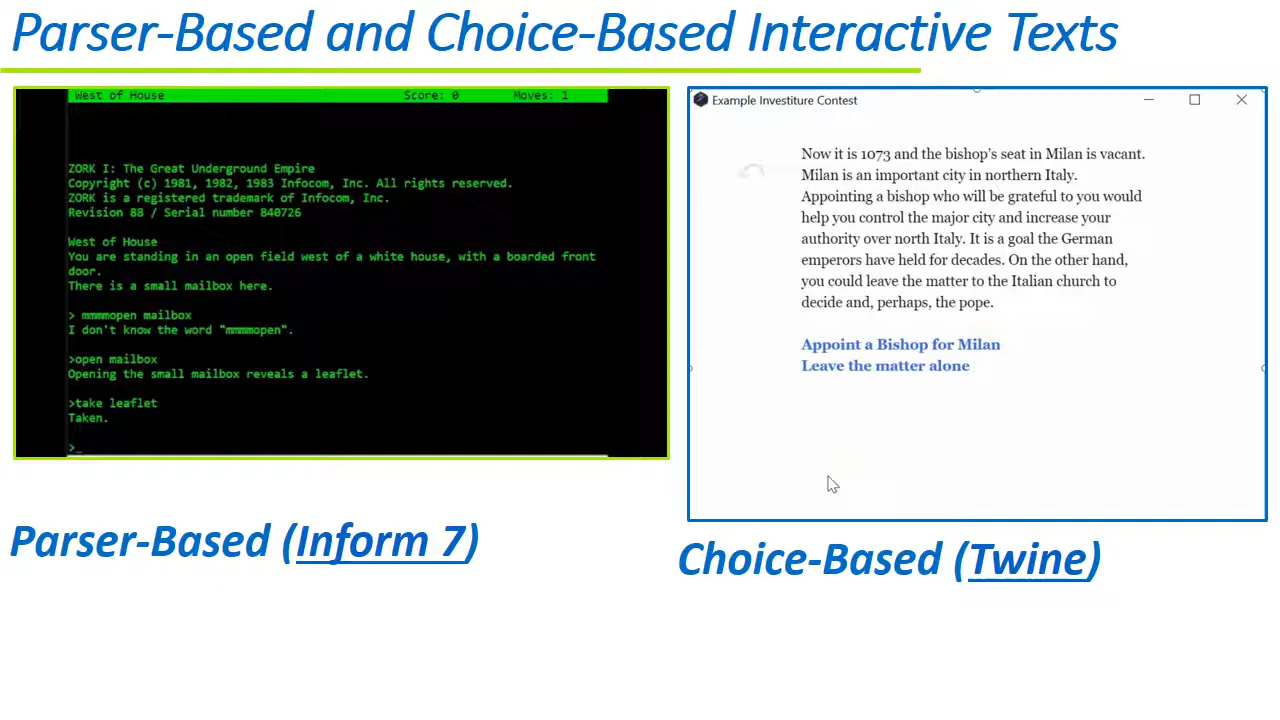 Parser-Based and Choice-Based Interactive Texts
West of House Score: 0 Moves: 1
ZORK I: The Great Underground Empire
Copyright (c) 1981, 1982, 1983 Infocom, Inc. All rights reserved.
ZORK is a registered trademark of Infocom, Inc.
Revision 88 / Serial number 840726
West of House
You are standing in an open field west of a white house, with a boarded front
door.
There is a small mailbox here.
> mmmmopen mailbox
I don't know the word "mmmmopen".
>open mailbox
Opening the small mailbox reveals a leaflet.
>take leaflet
Taken.
>_
Parser-Based (Inform 7)
Example Investiture Contest
Now it is 1073 and the bishop's seat in Milan is vacant.
Milan is an important city in northern Italy.
Appointing a bishop who will be grateful to you would
help you control the major city and increase your
authority over north Italy. It is a goal the German
emperors have held for decades. On the other hand,
you could leave the matter to the Italian church to
decide and, perhaps, the pope.
Appoint a Bishop for Milan
Leave the matter alone
Choice-Based (Twine)